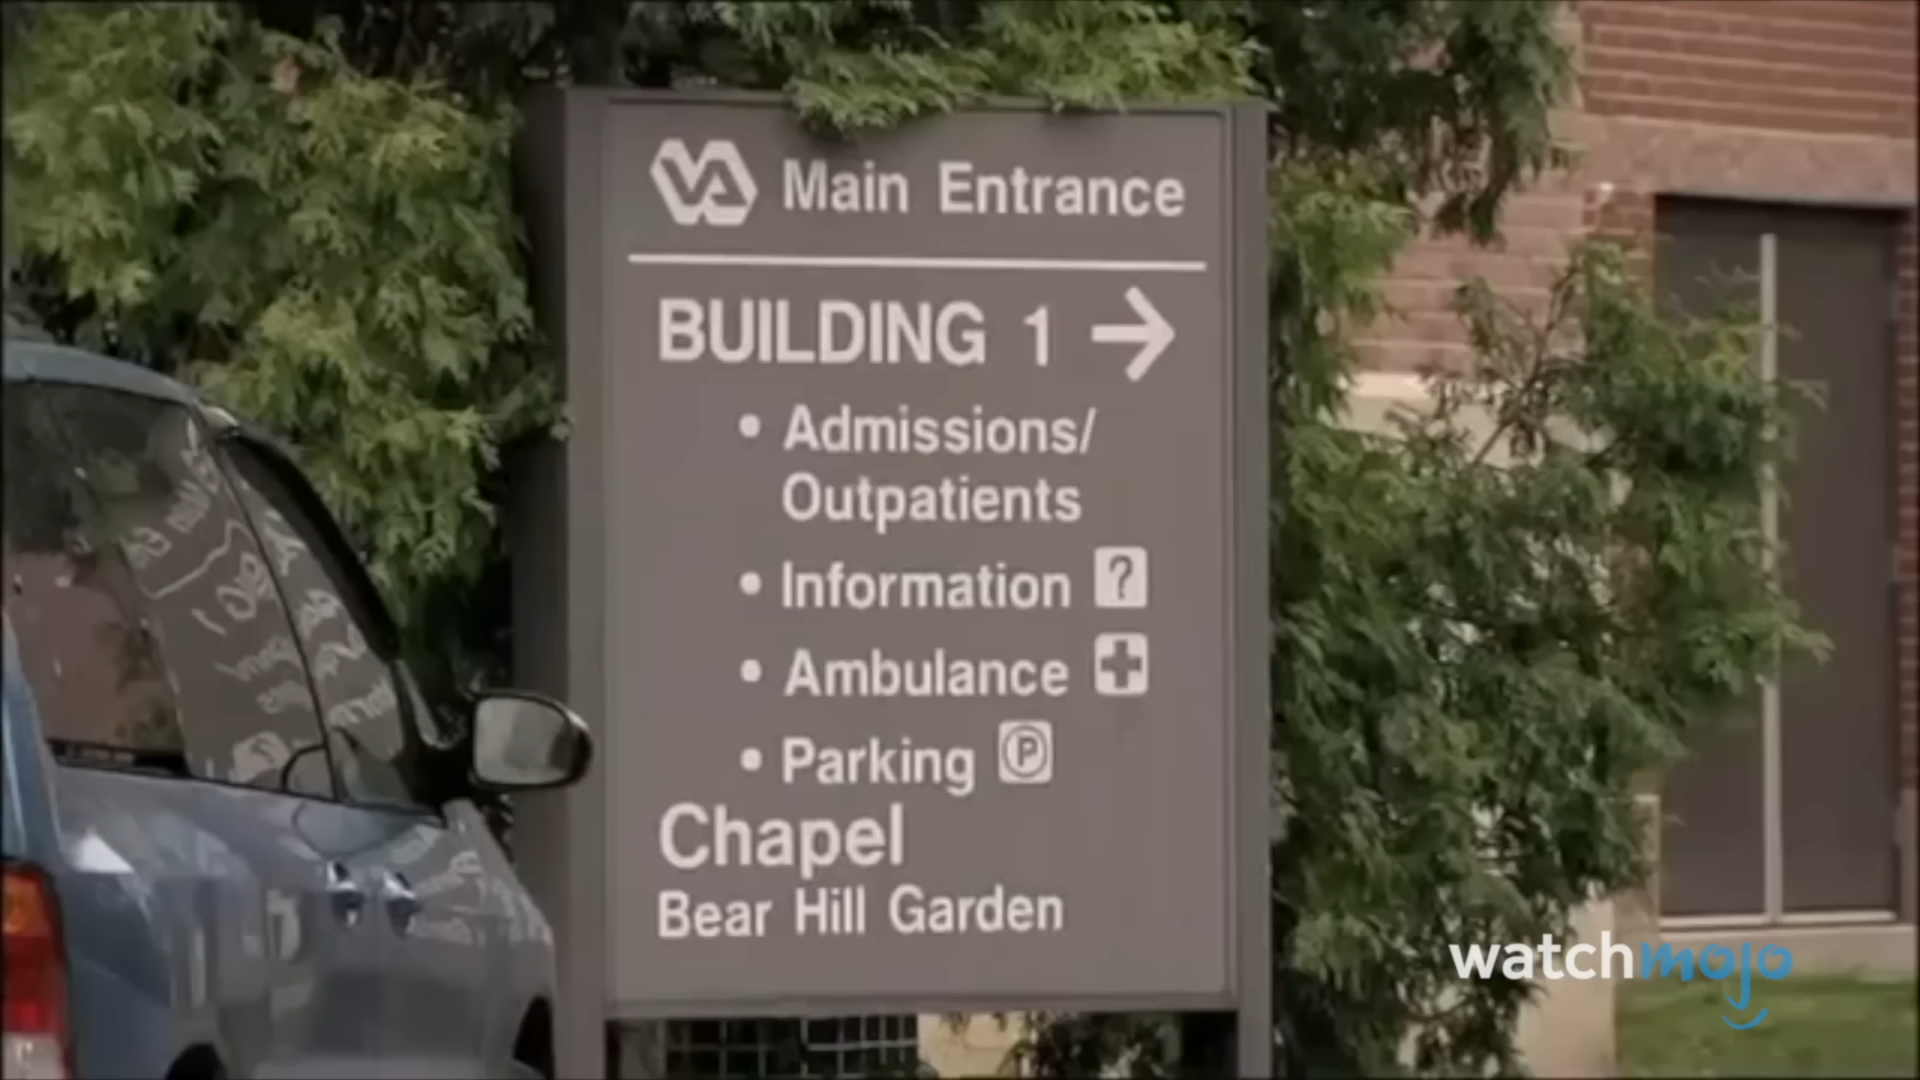 VA Main Entrance
BUILDING 1 →
• Admissions/
Outpatients
• Information ?
• Ambulance
• Parking P
Chapel
Bear Hill Garden
watchmojo